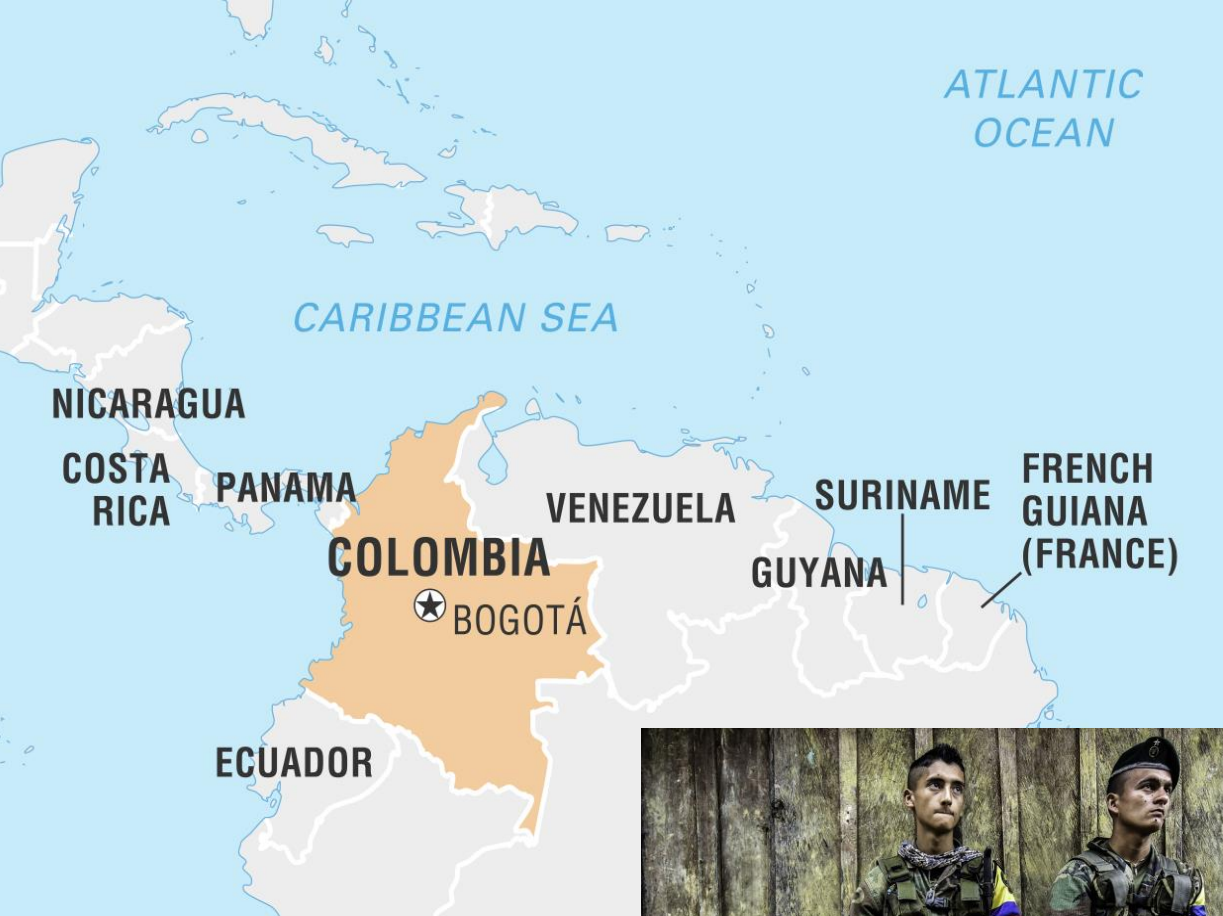 ATLANTIC
OCEAN
CARIBBEAN SEA
NICARAGUA
COSTA
RICA
PANAMA
COLOMBIA
BOGOTÁ
VENEZUELA
GUYANA
SURINAME
FRENCH
GUIANA
(FRANCE)
ECUADOR